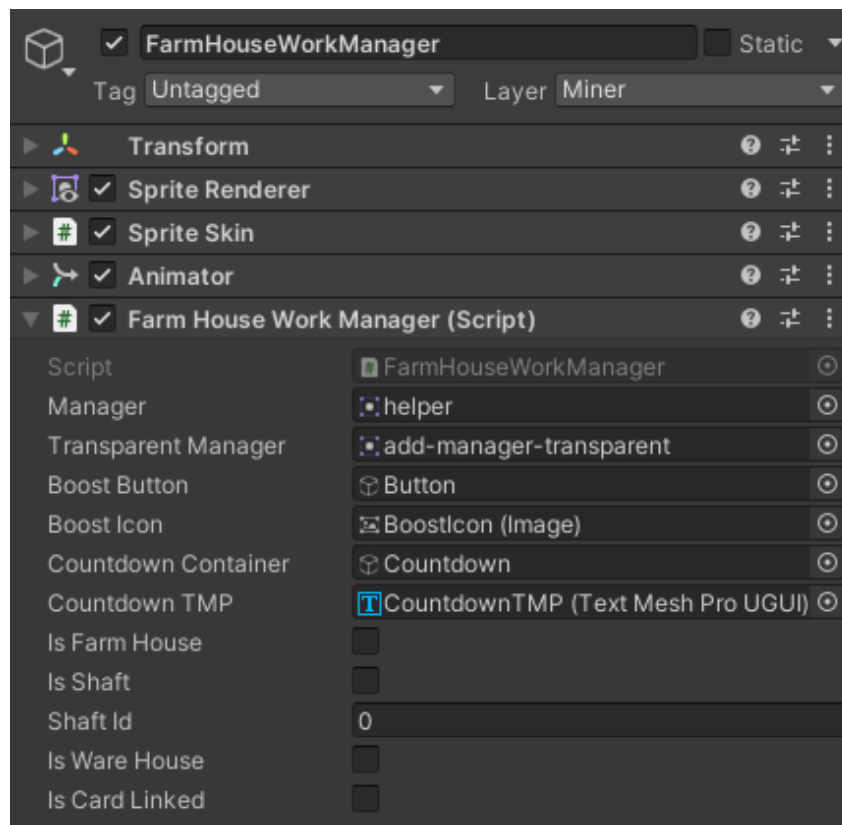 FarmHouseWorkManager Static
Tag Untagged Layer Miner
Transform
Sprite Renderer
# Sprite Skin
Animator
# Farm House Work Manager (Script)
Script # FarmHouseWorkManager
Manager helper
Transparent Manager add-manager-transparent
Boost Button Button
Boost Icon BoostIcon (Image)
Countdown Container Countdown
Countdown TMP T CountdownTMP (Text Mesh Pro UGUI)
Is Farm House
Is Shaft
Shaft Id 0
Is Ware House
Is Card Linked